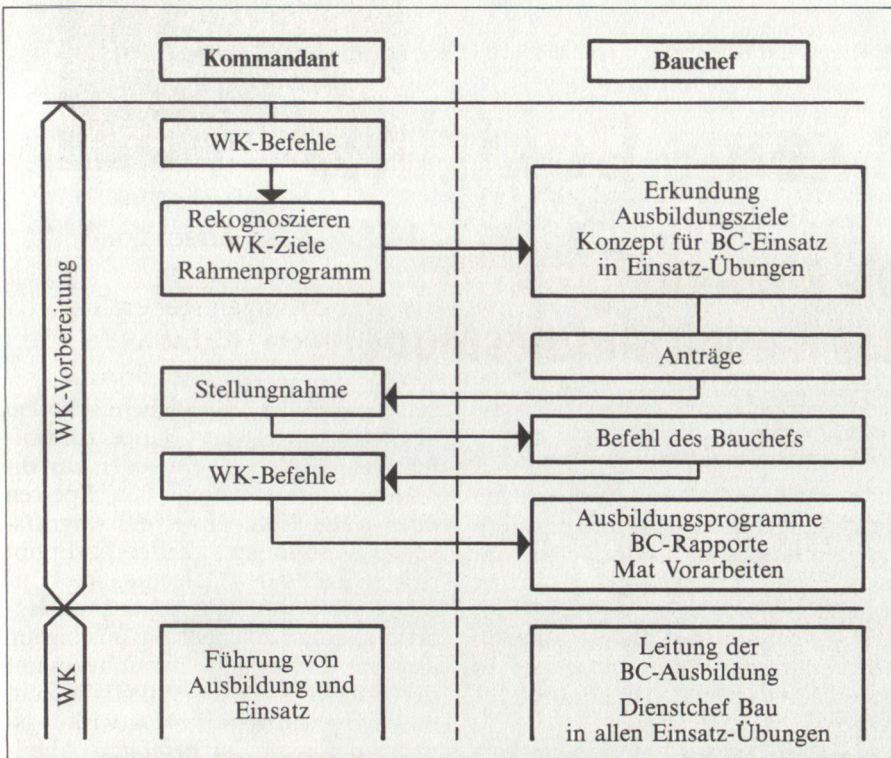 Kommandant
Bauchef
WK-Vorbereitung
WK-Befehle
Rekognoszieren
WK-Ziele
Rahmenprogramm
Erkundung
Ausbildungsziele
Konzept für BC-Einsatz
in Einsatz-Übungen
Anträge
Stellungnahme
Befehl des Bauchefs
WK-Befehle
Ausbildungsprogramme
BC-Rapporte
Mat Vorarbeiten
WK
Führung von
Ausbildung und
Einsatz
Leitung der
BC-Ausbildung
Dienstchef Bau
in allen Einsatz-Übungen